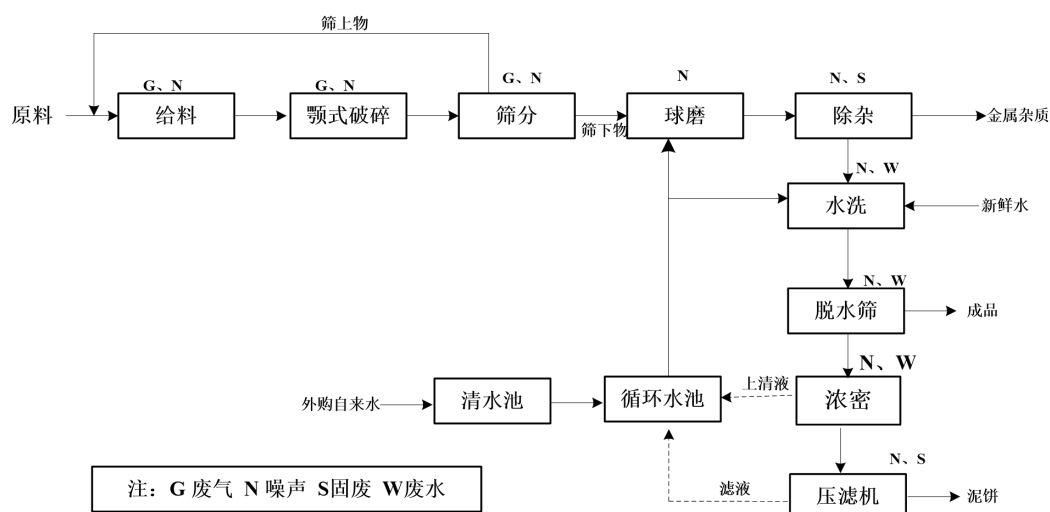 筛上物
G、N
G、N
G、N
N
N、S
原料
给料
颚式破碎
筛分
筛下物
球磨
除杂
金属杂质
N、W
水洗
新鲜水
N、W
脱水筛
成品
N、W
外购自来水
清水池
循环水池
上清液
浓密
N、S
注：G 废气 N 噪声 S固废 W废水
滤液
压滤机
泥饼